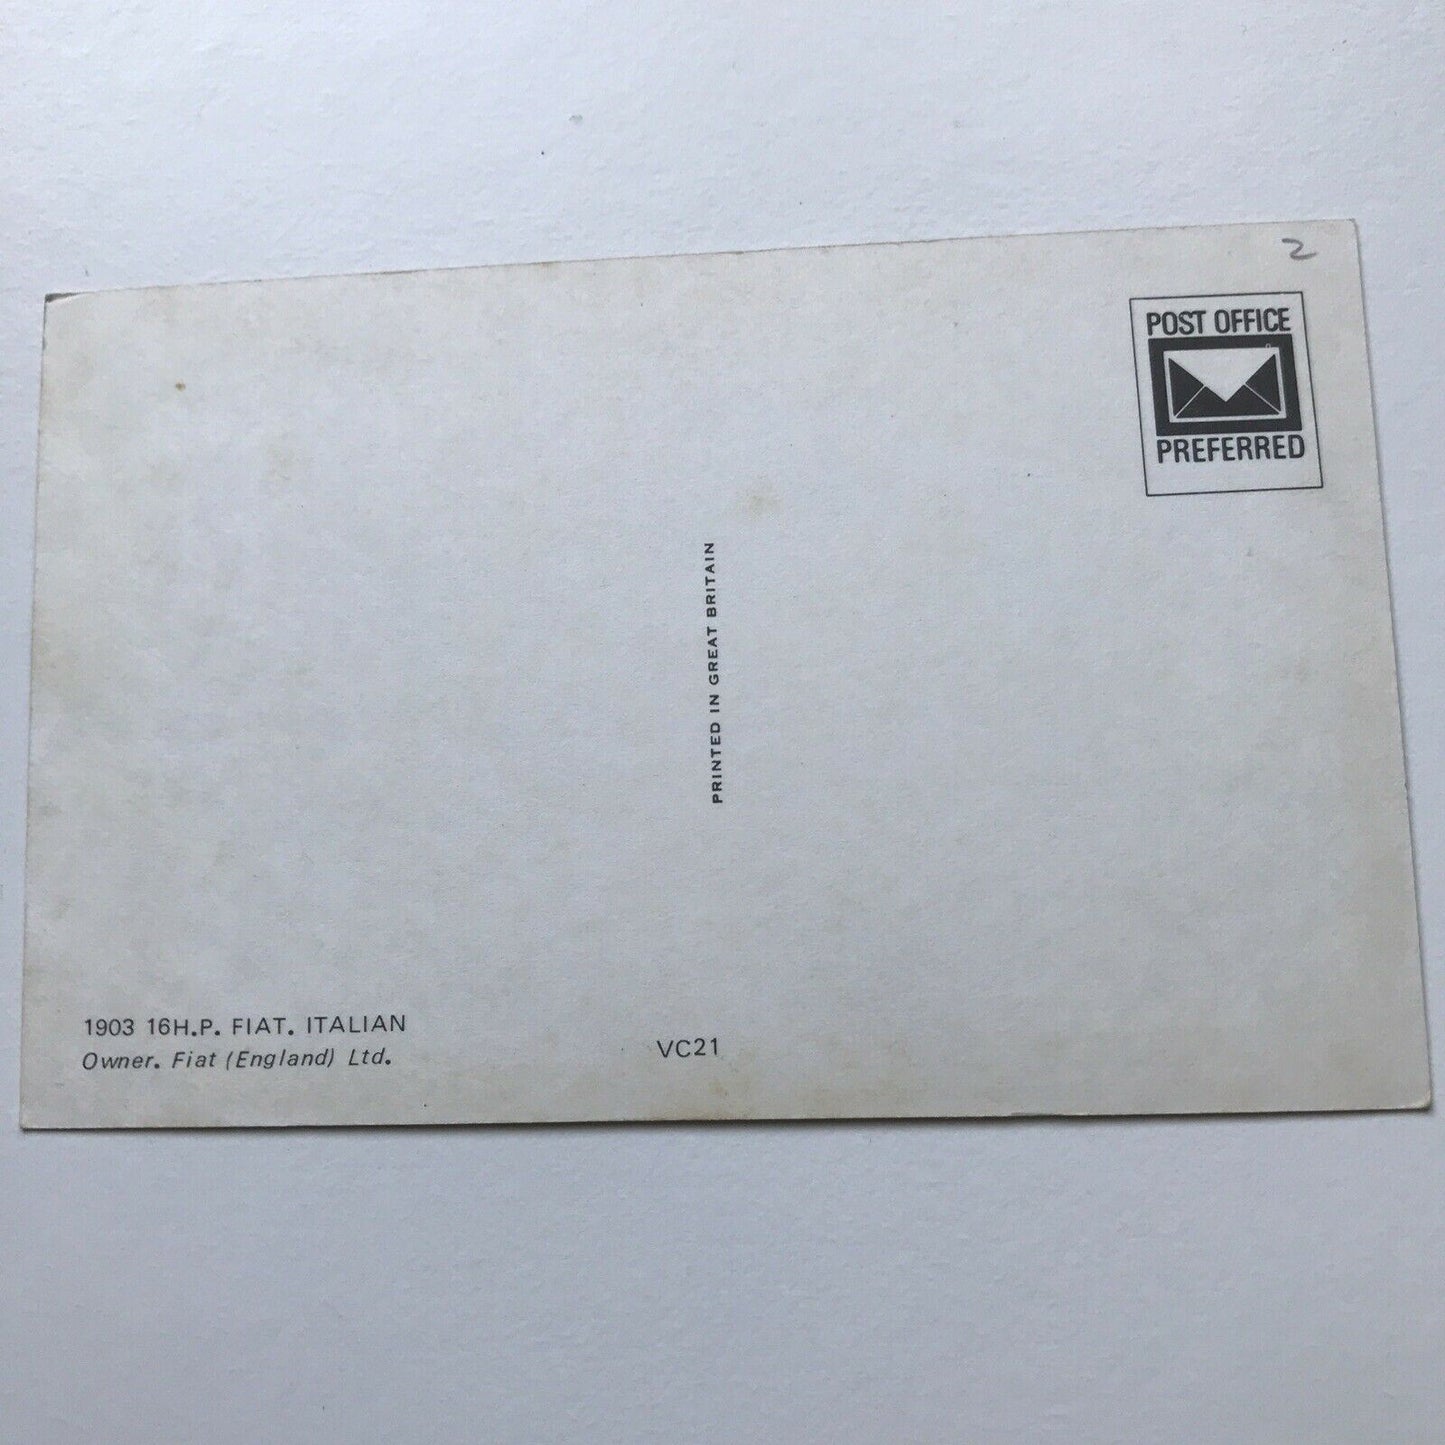 2
POST OFFICE
PREFERRED
PRINTED IN GREAT BRITAIN
1903 16H.P. FIAT. ITALIAN
Owner. Fiat (England) Ltd.
VC21